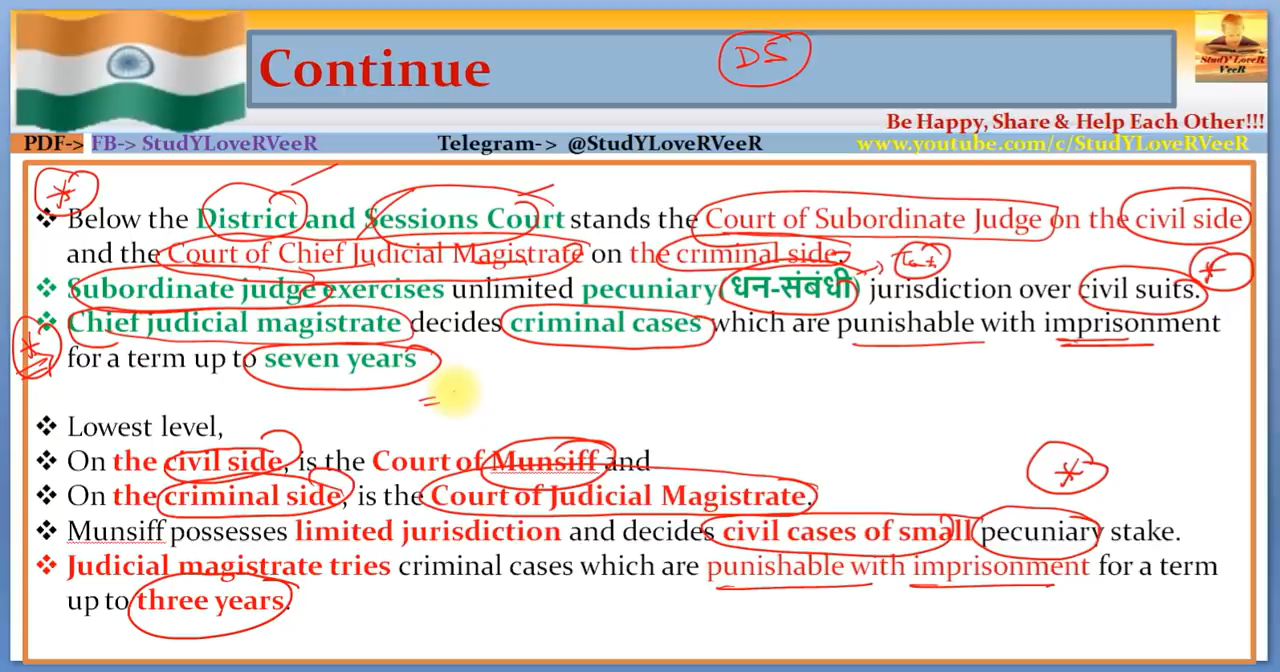 DS
Continue
StudY LoveR
VeeR
Be Happy, Share & Help Each Other!!!
PDF-> FB-> StudYLoveRVeeR Telegram-> @StudYLoveRVeeR www.youtube.com/c/StudYLoveRVeeR
❖ Below the District and Sessions Court stands the Court of Subordinate Judge on the civil side
and the Court of Chief Judicial Magistrate on the criminal side.
❖ Subordinate judge exercises unlimited pecuniary(धन-संबंधी) jurisdiction over civil suits.
❖ Chief judicial magistrate decides criminal cases which are punishable with imprisonment
for a term up to seven years
❖ Lowest level,
❖ On the civil side, is the Court of Munsiff and
❖ On the criminal side, is the Court of Judicial Magistrate.
❖ Munsiff possesses limited jurisdiction and decides civil cases of small pecuniary stake.
❖ Judicial magistrate tries criminal cases which are punishable with imprisonment for a term
up to three years.